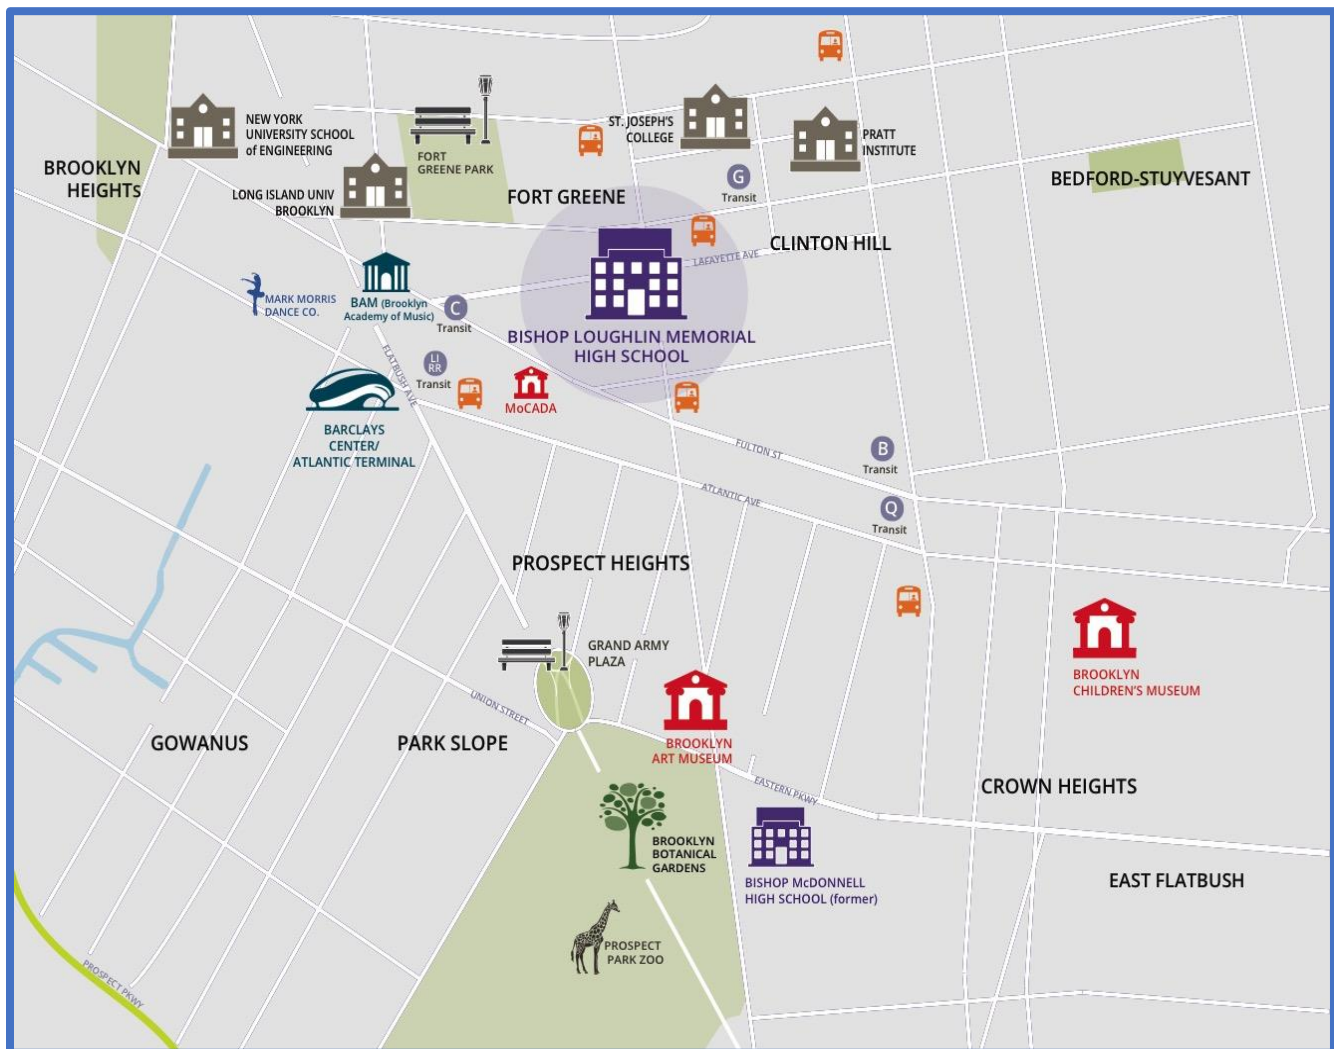 NEW YORK
UNIVERSITY SCHOOL
of ENGINEERING
BROOKLYN
HEIGHTs
LONG ISLAND UNIV
BROOKLYN
FORT
GREENE PARK
FORT GREENE
ST. JOSEPH'S
COLLEGE
PRATT
INSTITUTE
G
Transit
BEDFORD-STUYVESANT
CLINTON HILL
LAFAYETTE AVE
MARK MORRIS
DANCE CO.
BAM (Brooklyn
Academy of Music)
C
Transit
BISHOP LOUGHLIN MEMORIAL
HIGH SCHOOL
FLATBUSH AVE
LI
RR
Transit
MoCADA
BARCLAYS
CENTER/
ATLANTIC TERMINAL
FULTON ST
B
Transit
ATLANTIC AVE
Q
Transit
PROSPECT HEIGHTS
GRAND ARMY
PLAZA
BROOKLYN
CHILDREN'S MUSEUM
UNION STREET
GOWANUS
PARK SLOPE
BROOKLYN
ART MUSEUM
EASTERN PKWY
CROWN HEIGHTS
BROOKLYN
BOTANICAL
GARDENS
BISHOP McDONNELL
HIGH SCHOOL (former)
EAST FLATBUSH
PROSPECT
PARK ZOO
PROSPECT PKWY